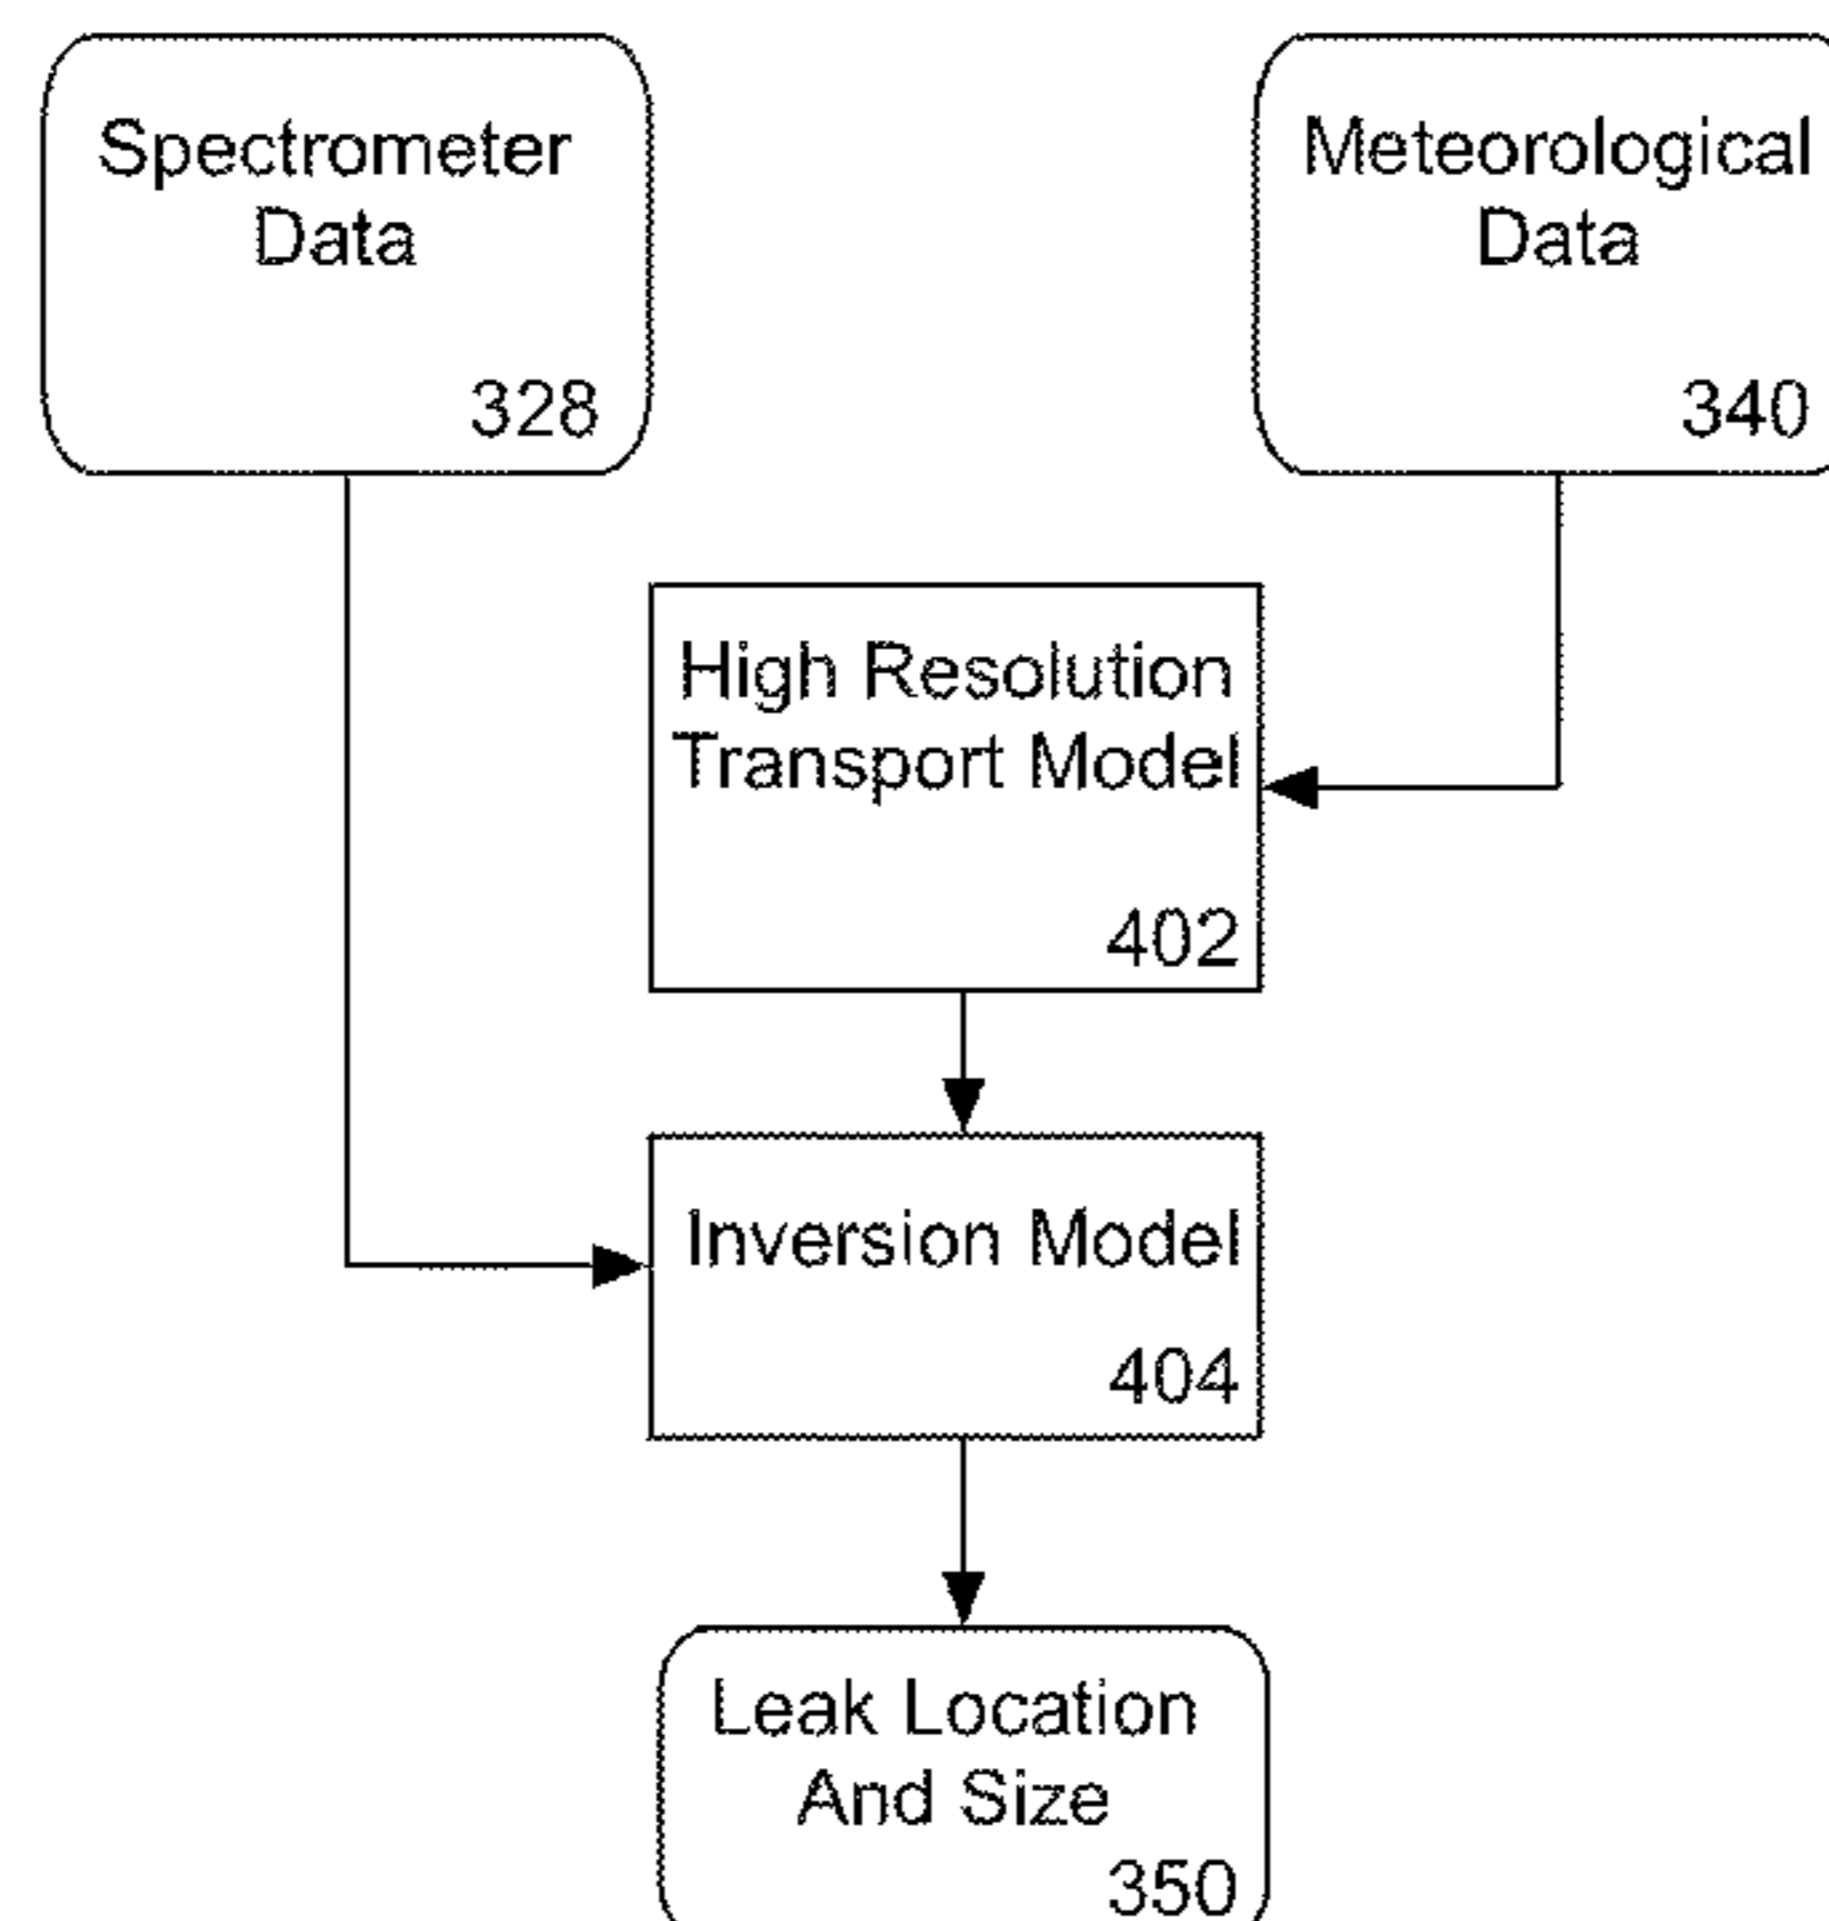 Spectrometer
Data
328
Meteorological
Data
340
High Resolution
Transport Model
402
Inversion Model
404
Leak Location
And Size
350